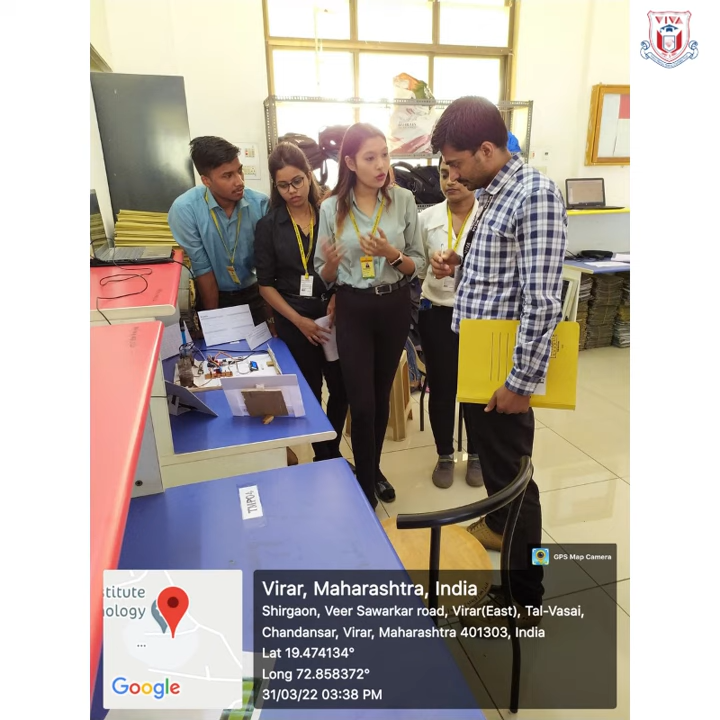 VIVA
TMP04
GPS Map Camera
stitute
ology
Google
Virar, Maharashtra, India
Shirgaon, Veer Sawarkar road, Virar(East), Tal-Vasai,
Chandansar, Virar, Maharashtra 401303, India
Lat 19.474134°
Long 72.858372°
31/03/22 03:38 PM